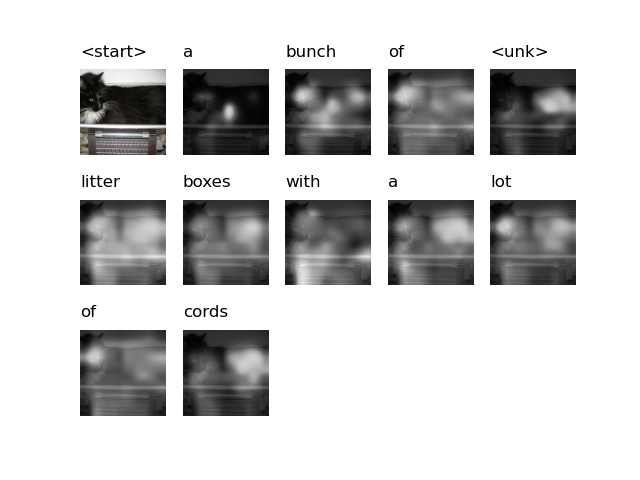 <start> a bunch of <unk>
litter boxes with a lot
of cords